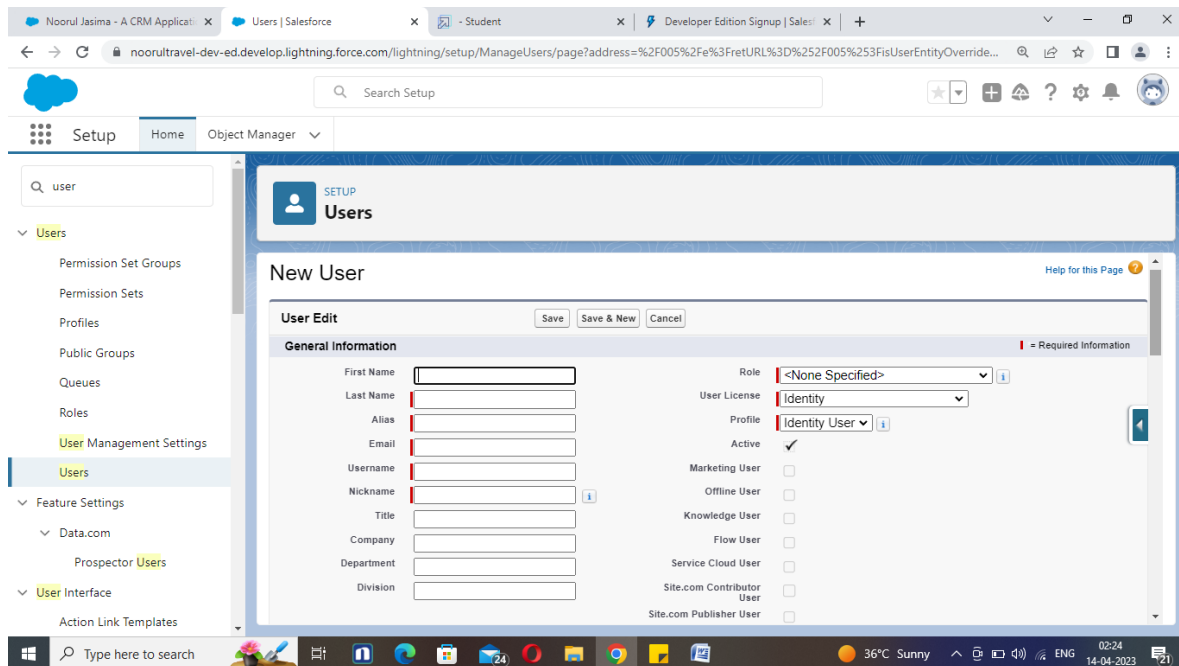 Noorul Jasima - A CRM Applicati
Users | Salesforce
- Student
Developer Edition Signup | Salesf
noorultravel-dev-ed.develop.lightning.force.com/lightning/setup/ManageUsers/page?address=%2F005%2Fe%3FretURL%3D%252F005%253FisUserEntityOverride...
Search Setup
Setup
Home
Object Manager
user
Users
Permission Set Groups
Permission Sets
Profiles
Public Groups
Queues
Roles
User Management Settings
Users
Feature Settings
Data.com
Prospector Users
User Interface
Action Link Templates
SETUP
Users
New User
Help for this Page
User Edit
Save
Save & New
Cancel
General Information
= Required Information
First Name
Last Name
Alias
Email
Username
Nickname
Title
Company
Department
Division
Role
<None Specified>
User License
Identity
Profile
Identity User
Active
Marketing User
Offline User
Knowledge User
Flow User
Service Cloud User
Site.com Contributor
User
Site.com Publisher User
Type here to search
24
36°C Sunny
ENG
02:24
14-04-2023
21